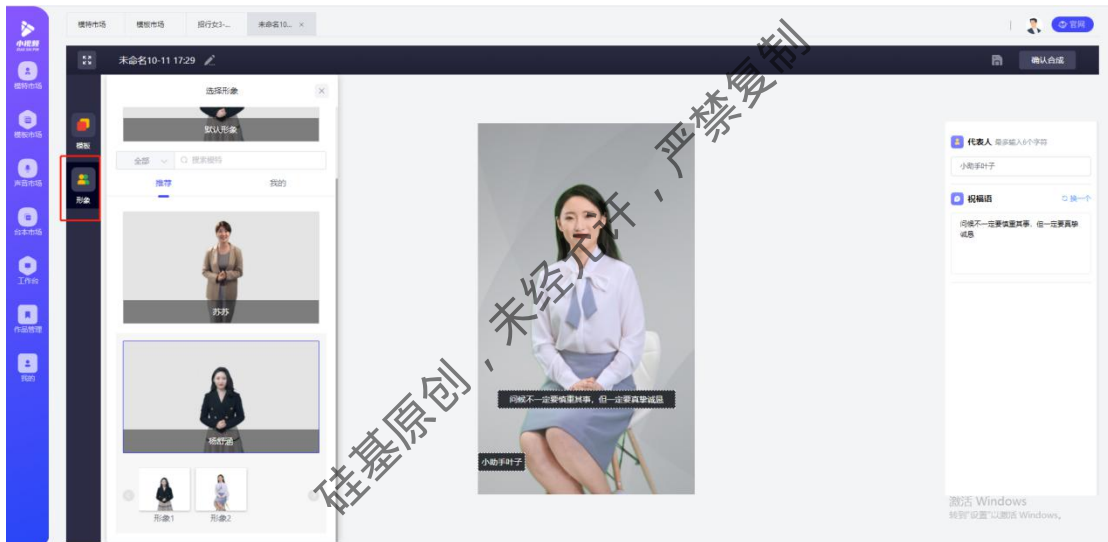 模特市场
模板市场
招行女3-...
未命名10... ×
官网
小视频
模特市场
模板市场
声音市场
台本市场
工作台
作品管理
我的
未命名10-11 17:29
确认合成
模板
形象
选择形象
默认形象
全部
搜索模特
推荐
我的
苏苏
杨舒涵
形象1
形象2
问候不一定要慎重其事，但一定要真挚诚恳
小助手叶子
代表人 最多输入6个字符
小助手叶子
祝福语
换一个
问候不一定要慎重其事，但一定要真挚
诚恳
激活 Windows
转到"设置"以激活 Windows。
硅基原创，未经允许，严禁复制